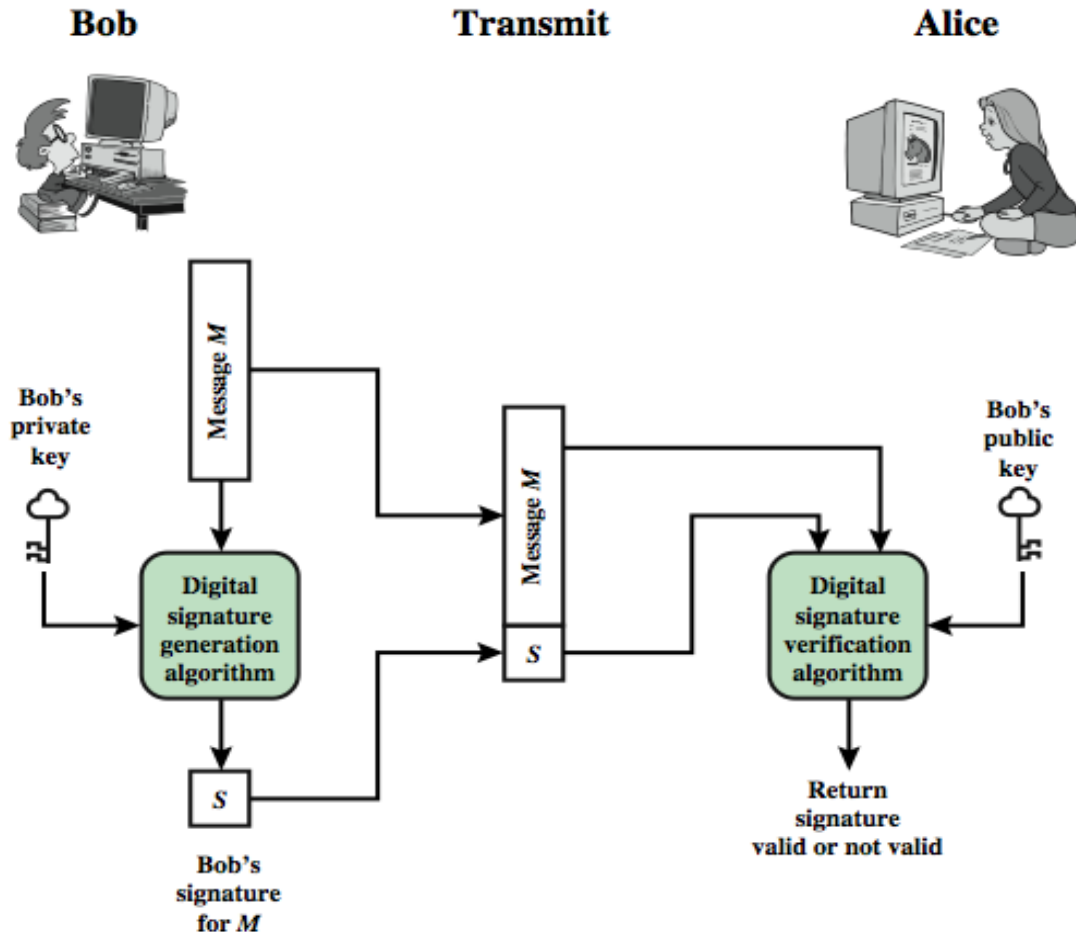 Bob
Transmit
Alice
Message M
Bob's
private
key
Message M
Bob's
public
key
Digital
signature
generation
algorithm
S
Digital
signature
verification
algorithm
S
Bob's
signature
for M
Return
signature
valid or not valid